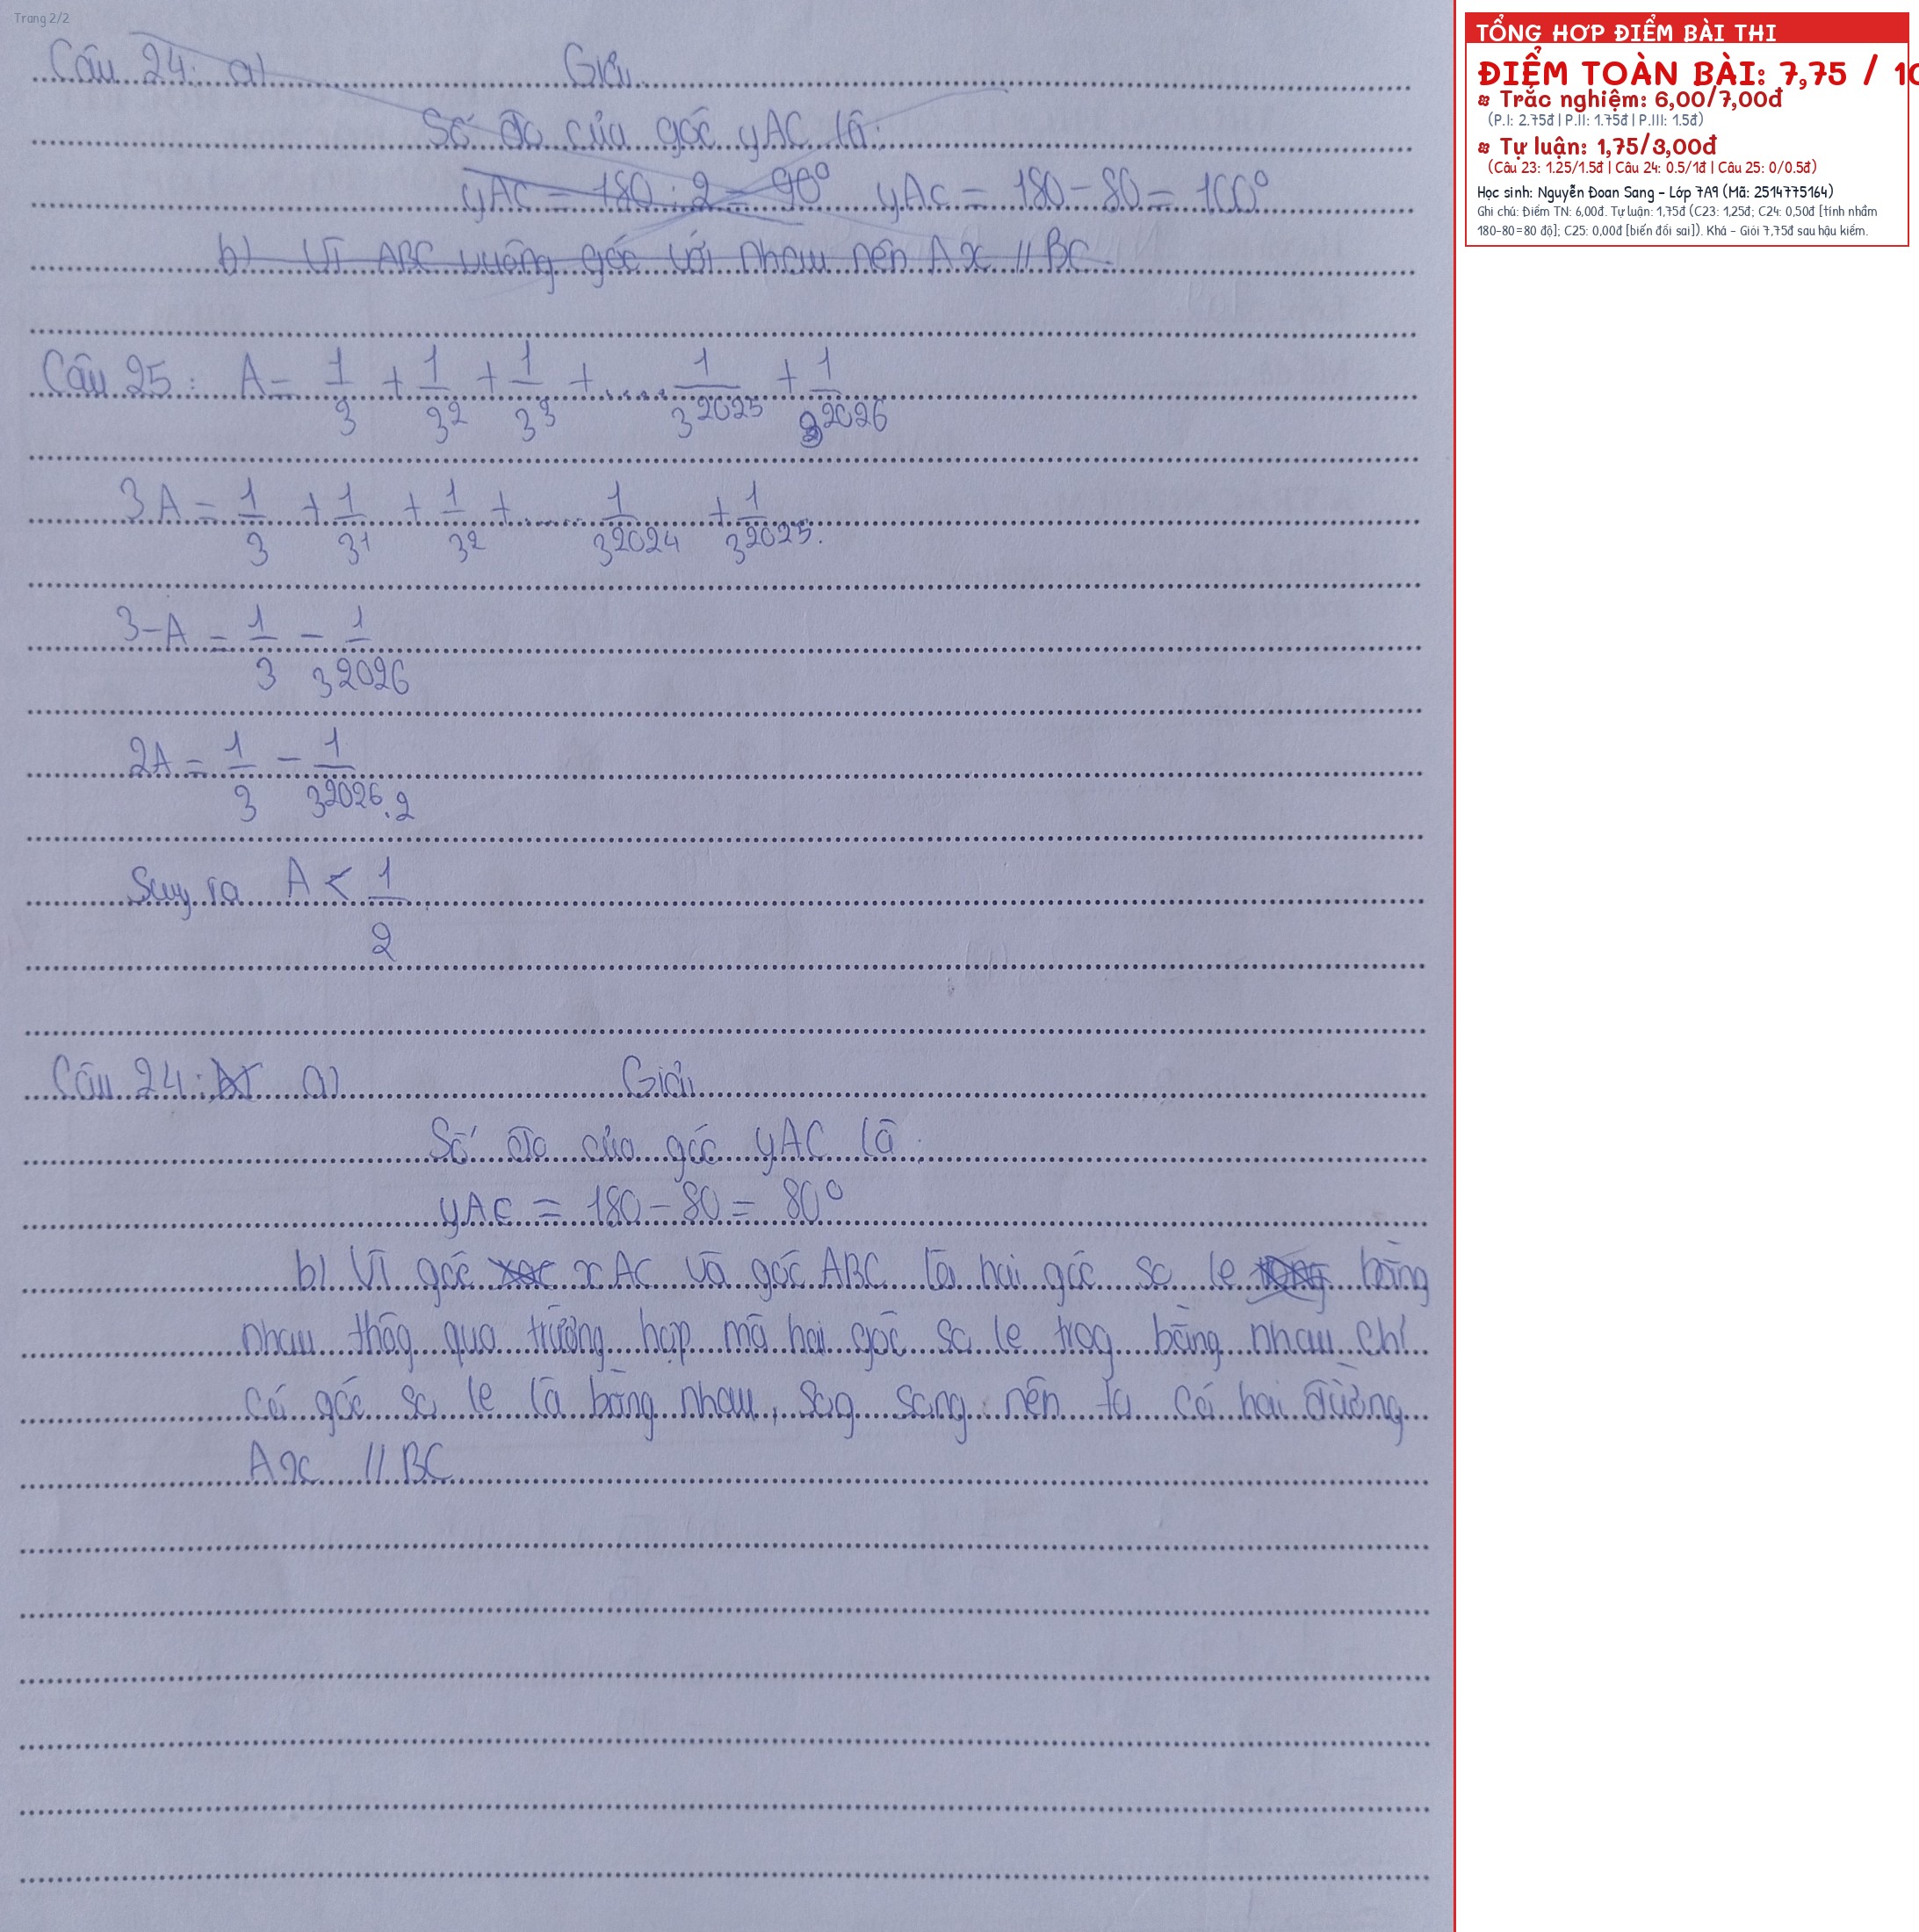 Trang 2/2
Câu 24: a) Giải
Số đo của góc yAC là:
yAC = 180 : 2 = 90° yAC = 180 - 80 = 100°
b) Vì ABC vuông góc với nhau nên Ax // BC.
Câu 25: A = 1/3 + 1/3^2 + 1/3^3 + ..... 1/3^2025 + 1/3^2026
3A = 1/3 + 1/3^1 + 1/3^2 + ...... 1/3^2024 + 1/3^2025.
3-A = 1/3 - 1/3^2026
2A = 1/3 - 1/3^2026.2
Suy ra A < 1/2
Câu 24: a) Giải
Số đo của góc yAC là:
yAC = 180 - 80 = 80°
b) Vì góc xAC và góc ABC là hai góc so le bằng
nhau thôg qua trường hợp mà hai góc so le trog bằng nhau chỉ
có góc so le là bằng nhau, sog song nên ta có hai đường
Ax // BC
TỔNG HỢP ĐIỂM BÀI THI
ĐIỂM TOÀN BÀI: 7,75 / 10
Trắc nghiệm: 6,00/7,00đ
(P.I: 2.75đ | P.II: 1.75đ | P.III: 1.5đ)
Tự luận: 1,75/3,00đ
(Câu 23: 1.25/1.5đ | Câu 24: 0.5/1đ | Câu 25: 0/0.5đ)
Học sinh: Nguyễn Đoan Sang - Lớp 7A9 (Mã: 2514775164)
Ghi chú: Điểm TN: 6,00đ. Tự luận: 1,75đ (C23: 1,25đ; C24: 0,50đ [tính nhầm
180-80=80 độ]; C25: 0,00đ [biến đổi sai]). Khá - Giỏi 7,75đ sau hậu kiểm.